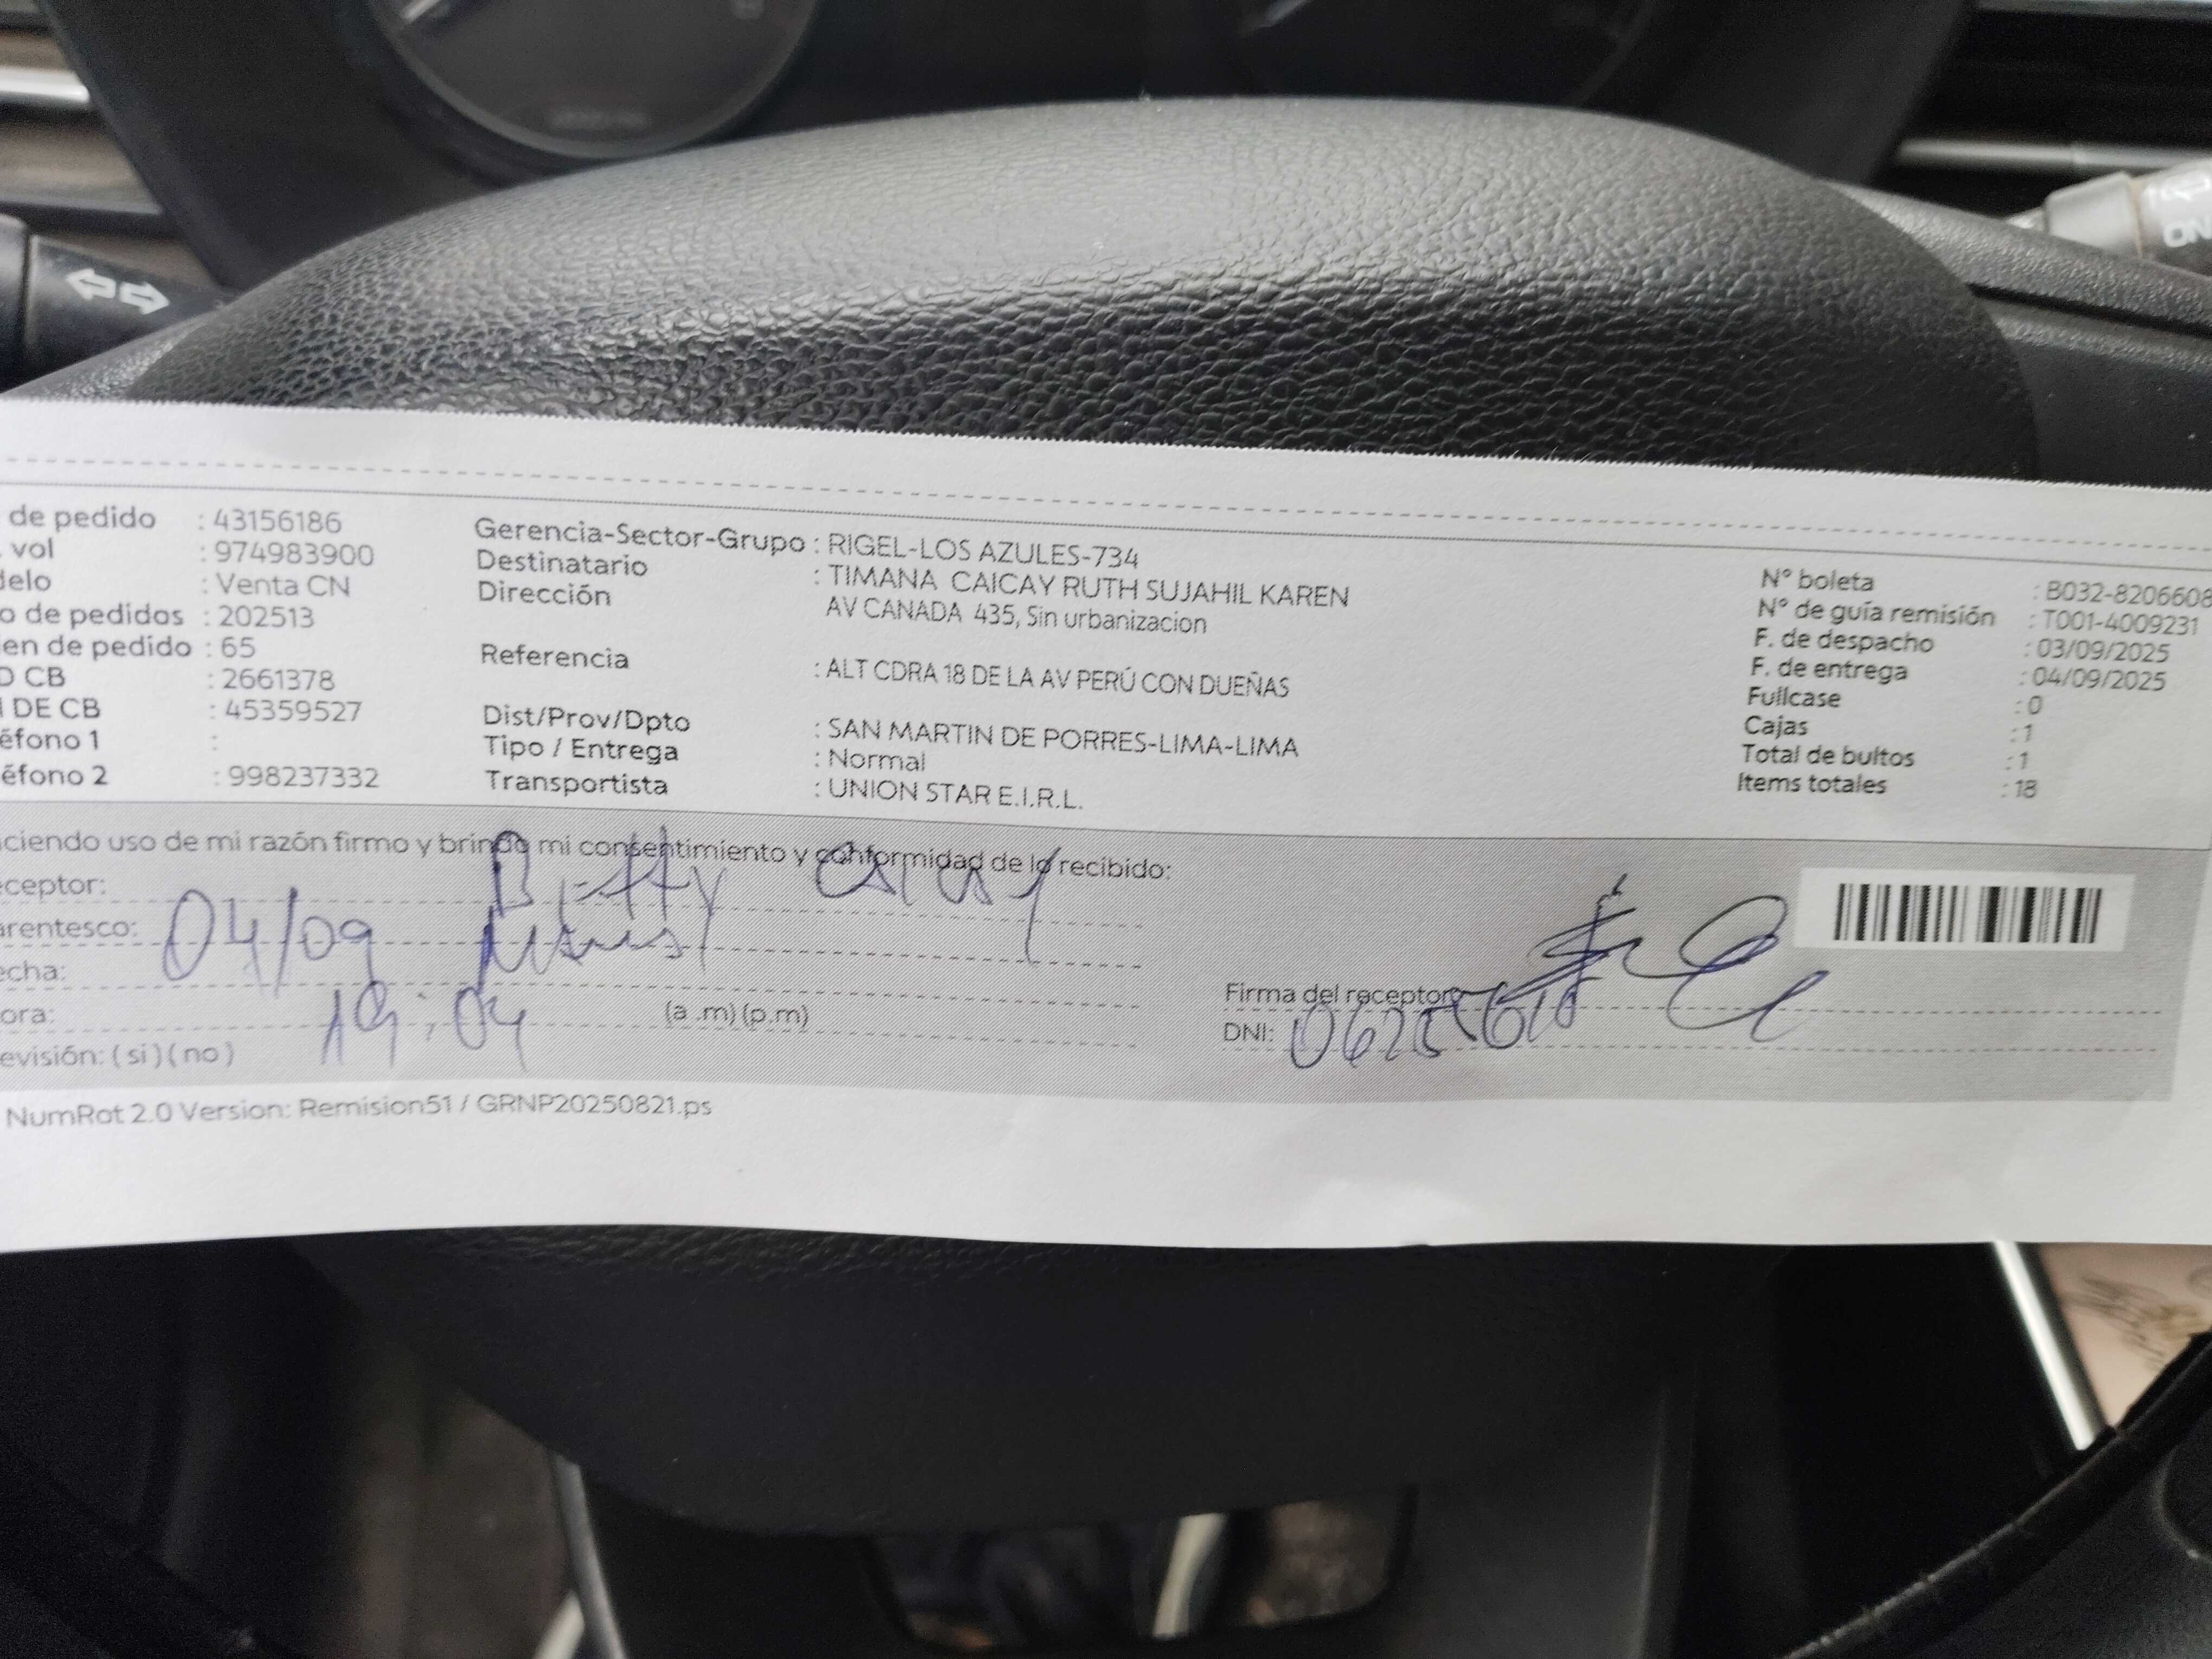 de pedido : 43156186
vol : 974983900
delo : Venta CN
o de pedidos : 202513
en de pedido : 65
D CB : 2661378
I DE CB : 45359527
éfono 1 :
éfono 2 : 998237332
Gerencia-Sector-Grupo : RIGEL-LOS AZULES-734
Destinatario : TIMANA CAICAY RUTH SUJAHIL KAREN
Dirección AV CANADA 435, Sin urbanizacion
Referencia : ALT CDRA 18 DE LA AV PERÚ CON DUEÑAS
Dist/Prov/Dpto : SAN MARTIN DE PORRES-LIMA-LIMA
Tipo / Entrega : Normal
Transportista : UNION STAR E.I.R.L.
N° boleta : B032-8206608
N° de guía remisión : T001-4009231
F. de despacho : 03/09/2025
F. de entrega : 04/09/2025
Fullcase : 0
Cajas : 1
Total de bultos : 1
Items totales : 18
ciendo uso de mi razón firmo y brindo mi consentimiento y conformidad de lo recibido:
eceptor: Betty
arentesco:
echa: 04/09
ora: 19:04 (a.m)(p.m)
evisión: (si)(no)
Firma del receptor
DNI:
NumRot 2.0 Version: Remision51 / GRNP20250821.ps
ON